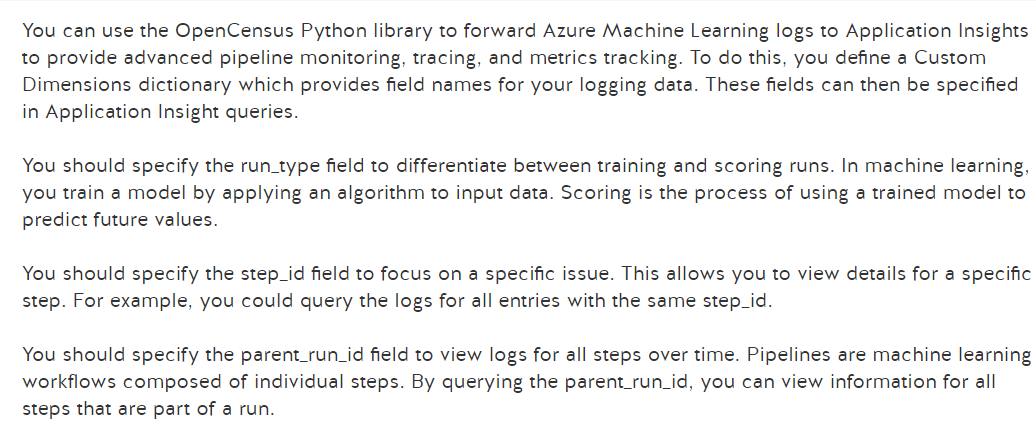 You can use the OpenCensus Python library to forward Azure Machine Learning logs to Application Insights
to provide advanced pipeline monitoring, tracing, and metrics tracking. To do this, you define a Custom
Dimensions dictionary which provides field names for your logging data. These fields can then be specified
in Application Insight queries.
You should specify the run_type field to differentiate between training and scoring runs. In machine learning,
you train a model by applying an algorithm to input data. Scoring is the process of using a trained model to
predict future values.
You should specify the step_id field to focus on a specific issue. This allows you to view details for a specific
step. For example, you could query the logs for all entries with the same step_id.
You should specify the parent_run_id field to view logs for all steps over time. Pipelines are machine learning
workflows composed of individual steps. By querying the parent_run_id, you can view information for all
steps that are part of a run.